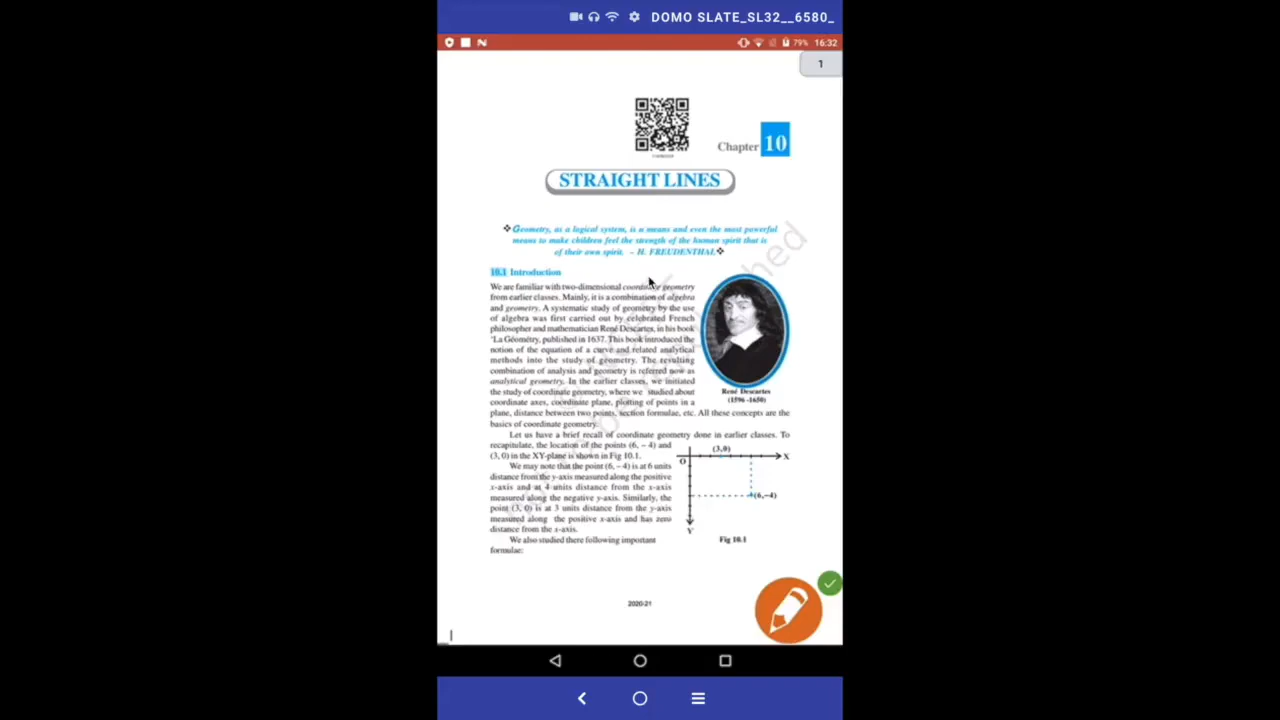 DOMO SLATE_SL32__6580_
79% 16:32
1
Chapter 10
STRAIGHT LINES
Geometry, as a logical system, is a means and even the most powerful
means to make children feel the strength of the human spirit that is
of their own spirit. – H. FREUDENTHAL
10.1 Introduction
We are familiar with two-dimensional coordinate geometry
from earlier classes. Mainly, it is a combination of algebra
and geometry. A systematic study of geometry by the use
of algebra was first carried out by celebrated French
philosopher and mathematician René Descartes, in his book
'La Géométry, published in 1637. This book introduced the
notion of the equation of a curve and related analytical
methods into the study of geometry. The resulting
combination of analysis and geometry is referred now as
analytical geometry. In the earlier classes, we initiated
the study of coordinate geometry, where we studied about
coordinate axes, coordinate plane, plotting of points in a
plane, distance between two points, section formulae, etc. All these concepts are the
basics of coordinate geometry.
René Descartes
(1596 -1650)
Let us have a brief recall of coordinate geometry done in earlier classes. To
recapitulate, the location of the points (6, – 4) and
(3, 0) in the XY-plane is shown in Fig 10.1.
We may note that the point (6, – 4) is at 6 units
distance from the y-axis measured along the positive
x-axis and at 4 units distance from the x-axis
measured along the negative y-axis. Similarly, the
point (3, 0) is at 3 units distance from the y-axis
measured along the positive x-axis and has zero
distance from the x-axis.
We also studied there following important
formulae:
(3,0)
O
X
(6,–4)
Y
Fig 10.1
2020-21